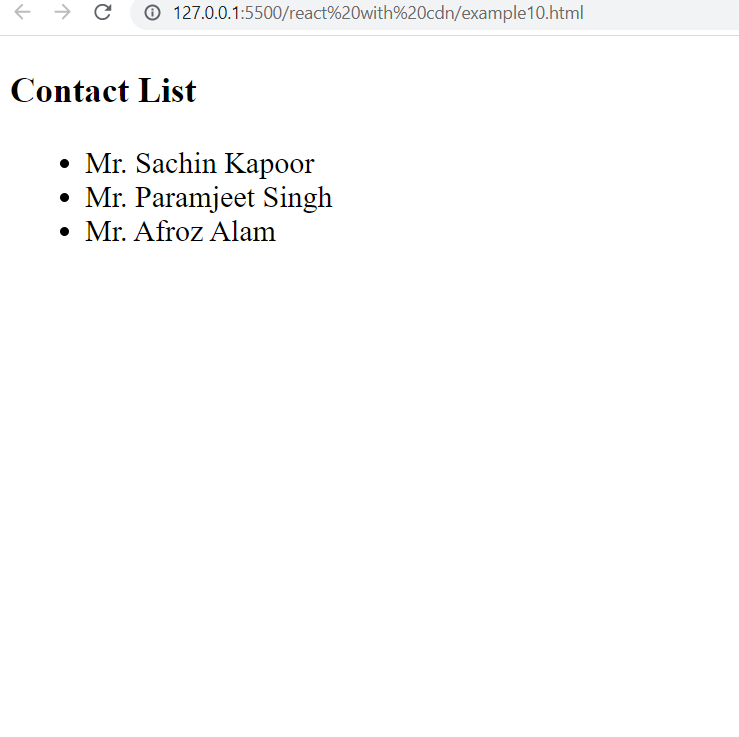 127.0.0.1:5500/react%20with%20cdn/example10.html
Contact List
Mr. Sachin Kapoor
Mr. Paramjeet Singh
Mr. Afroz Alam